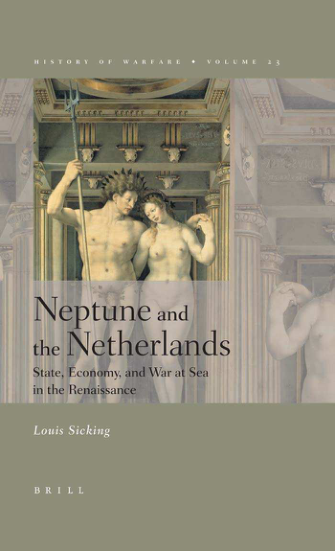 HISTORY OF WARFARE • VOLUME 23
Neptune and
the Netherlands
State, Economy, and War at Sea
in the Renaissance
Louis Sicking
BRILL